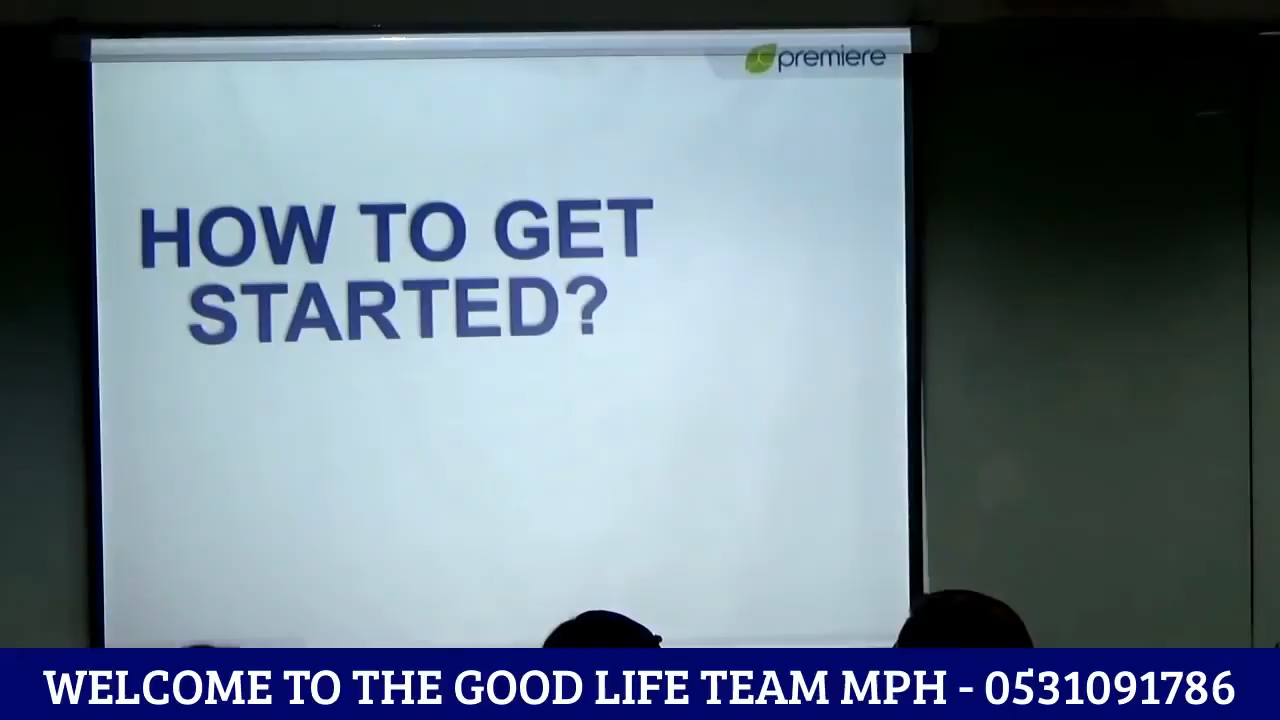 premiere
HOW TO GET
STARTED?
WELCOME TO THE GOOD LIFE TEAM MPH - 0531091786